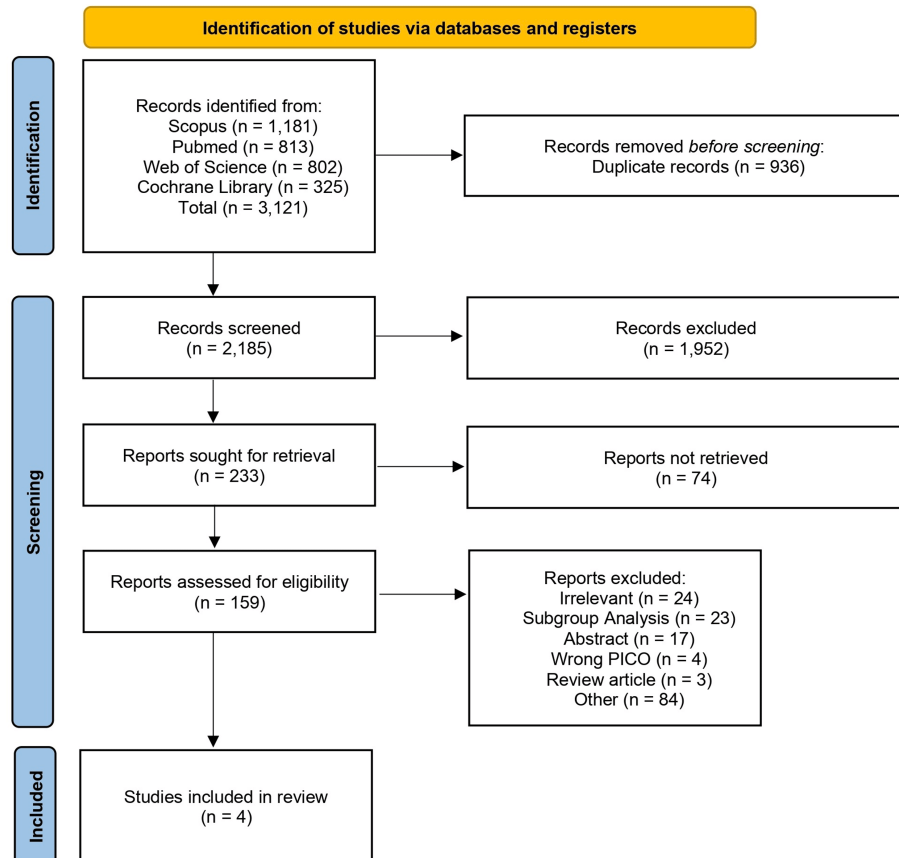 Identification of studies via databases and registers
Identification
Records identified from:
Scopus (n = 1,181)
Pubmed (n = 813)
Web of Science (n = 802)
Cochrane Library (n = 325)
Total (n = 3,121)
Records removed before screening:
Duplicate records (n = 936)
Screening
Records screened
(n = 2,185)
Records excluded
(n = 1,952)
Reports sought for retrieval
(n = 233)
Reports not retrieved
(n = 74)
Reports assessed for eligibility
(n = 159)
Reports excluded:
Irrelevant (n = 24)
Subgroup Analysis (n = 23)
Abstract (n = 17)
Wrong PICO (n = 4)
Review article (n = 3)
Other (n = 84)
Included
Studies included in review
(n = 4)